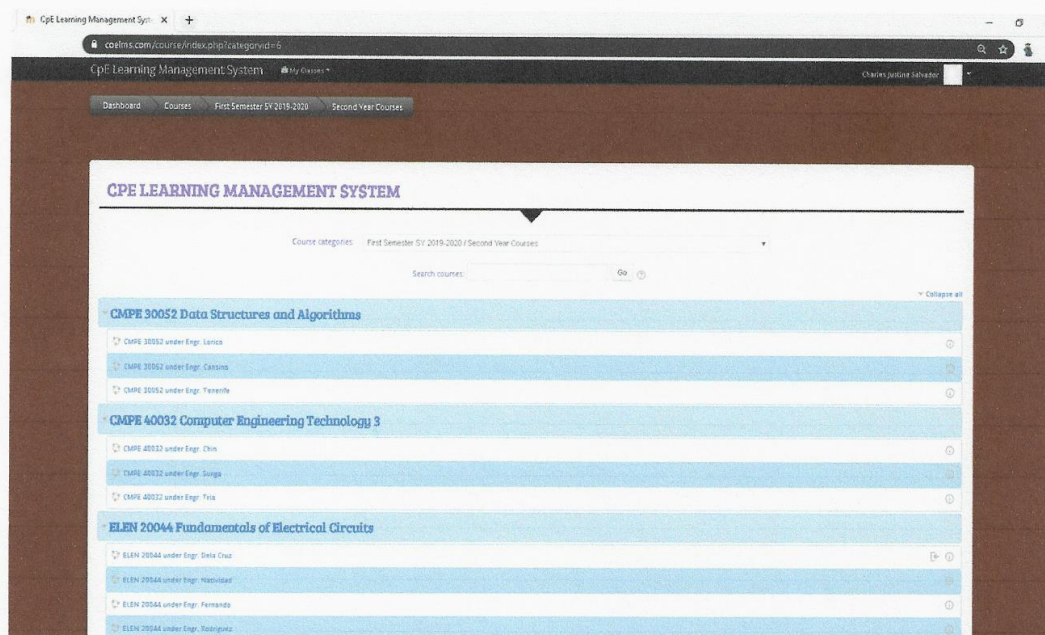 CpE Learning Management Syst
coelms.com/course/index.php?categoryid=6
CpE Learning Management System My Classes
Charles Justine Salvador
Dashboard Courses First Semester SY 2019-2020 Second Year Courses
CPE LEARNING MANAGEMENT SYSTEM
Course categories: First Semester SY 2019-2020 / Second Year Courses
Search courses: Go
Collapse all
CMPE 30052 Data Structures and Algorithms
CMPE 30052 under Engr. Lorico
CMPE 30052 under Engr. Cansino
CMPE 30052 under Engr. Tenerife
CMPE 40032 Computer Engineering Technology 3
CMPE 40032 under Engr. Chin
CMPE 40032 under Engr. Sunga
CMPE 40032 under Engr. Tria
ELEN 20044 Fundamentals of Electrical Circuits
ELEN 20044 under Engr. Dela Cruz
ELEN 20044 under Engr. Natividad
ELEN 20044 under Engr. Fernando
ELEN 20044 under Engr. Rodriguez